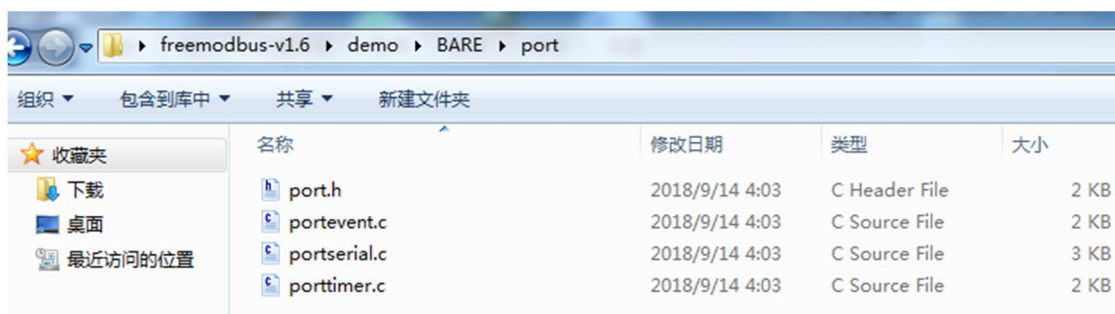 freemodbus-v1.6 ▸ demo ▸ BARE ▸ port
组织 ▼ 包含到库中 ▼ 共享 ▼ 新建文件夹
收藏夹
下载
桌面
最近访问的位置
名称 修改日期 类型 大小
port.h 2018/9/14 4:03 C Header File 2 KB
portevent.c 2018/9/14 4:03 C Source File 2 KB
portserial.c 2018/9/14 4:03 C Source File 3 KB
porttimer.c 2018/9/14 4:03 C Source File 2 KB